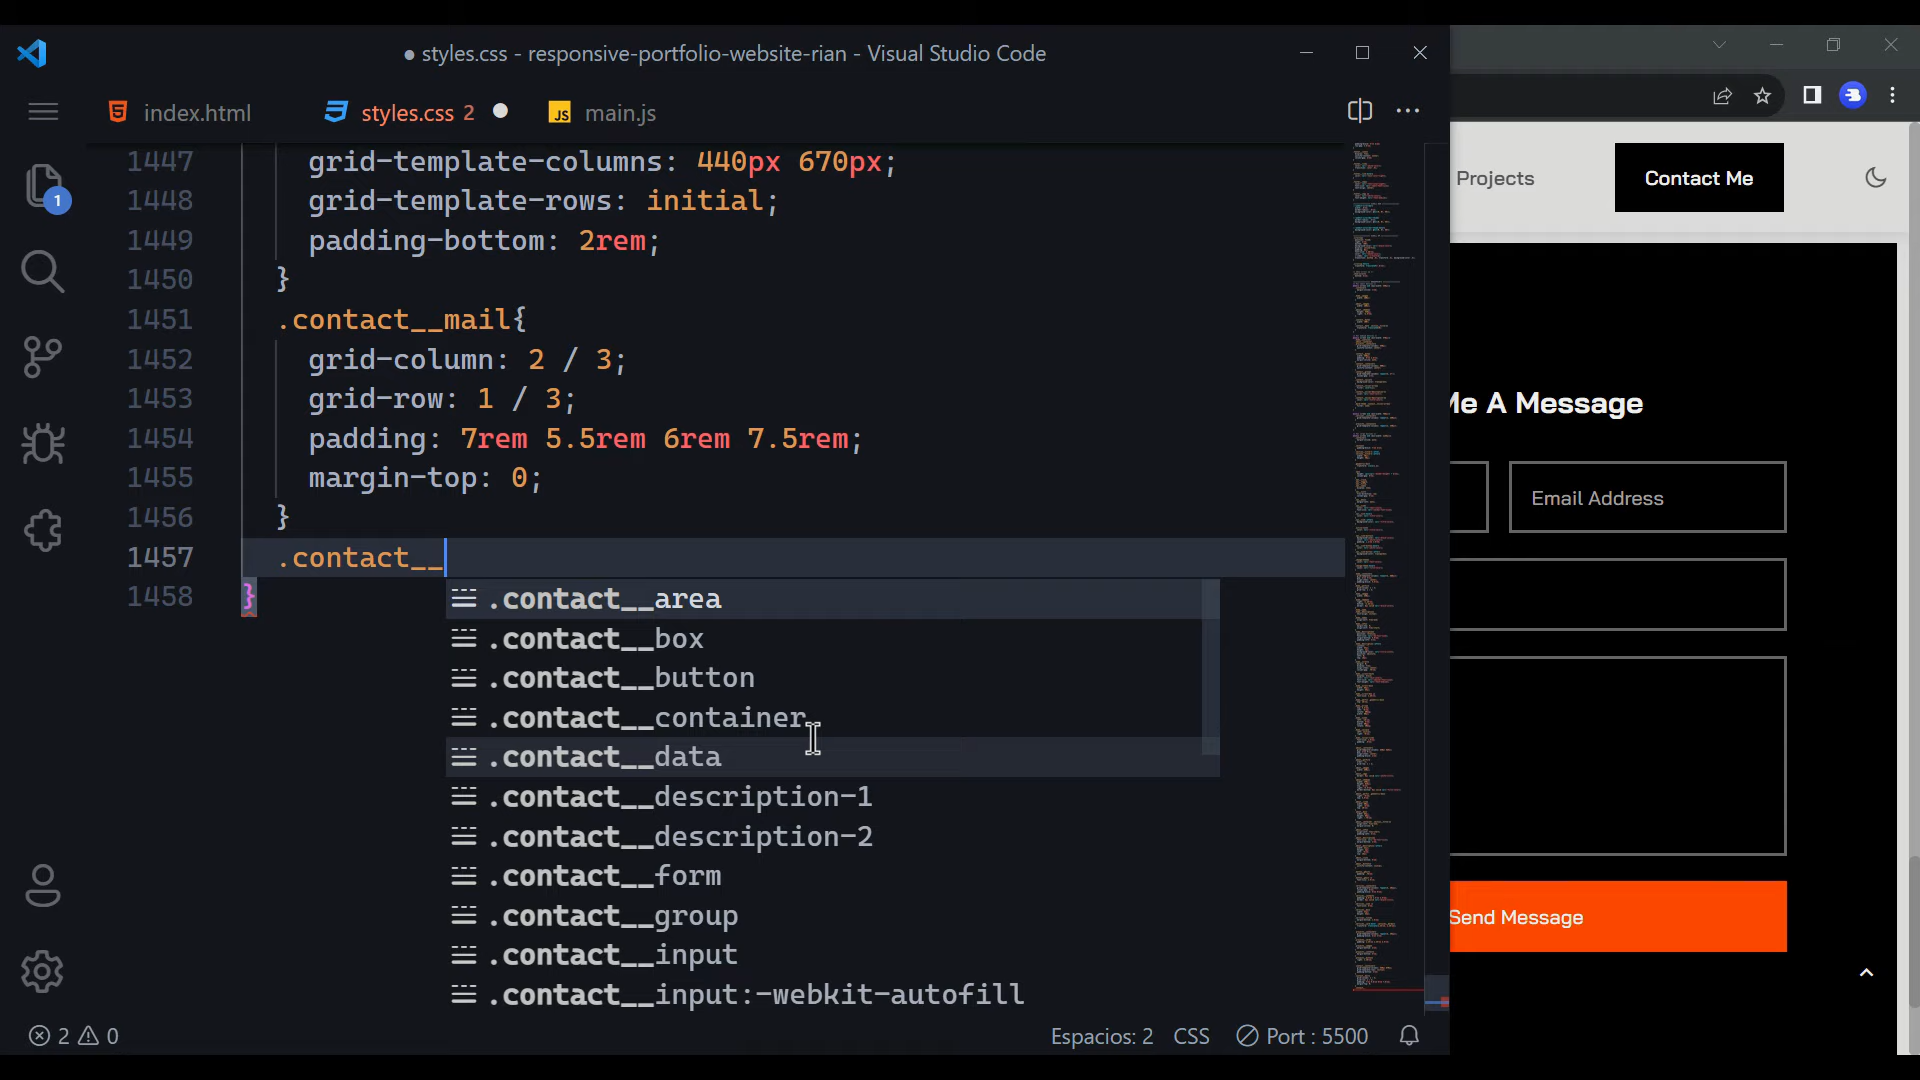 ● styles.css - responsive-portfolio-website-rian - Visual Studio Code
index.html
styles.css 2
JS main.js
1447 grid-template-columns: 440px 670px;
1448 grid-template-rows: initial;
1449 padding-bottom: 2rem;
1450 }
1451 .contact__mail{
1452 grid-column: 2 / 3;
1453 grid-row: 1 / 3;
1454 padding: 7rem 5.5rem 6rem 7.5rem;
1455 margin-top: 0;
1456 }
1457 .contact__
1458 }
.contact__area
.contact__box
.contact__button
.contact__container
.contact__data
.contact__description-1
.contact__description-2
.contact__form
.contact__group
.contact__input
.contact__input:-webkit-autofill
1
2 0
Espacios: 2 CSS Port : 5500
Projects
Contact Me
Me A Message
Email Address
Send Message